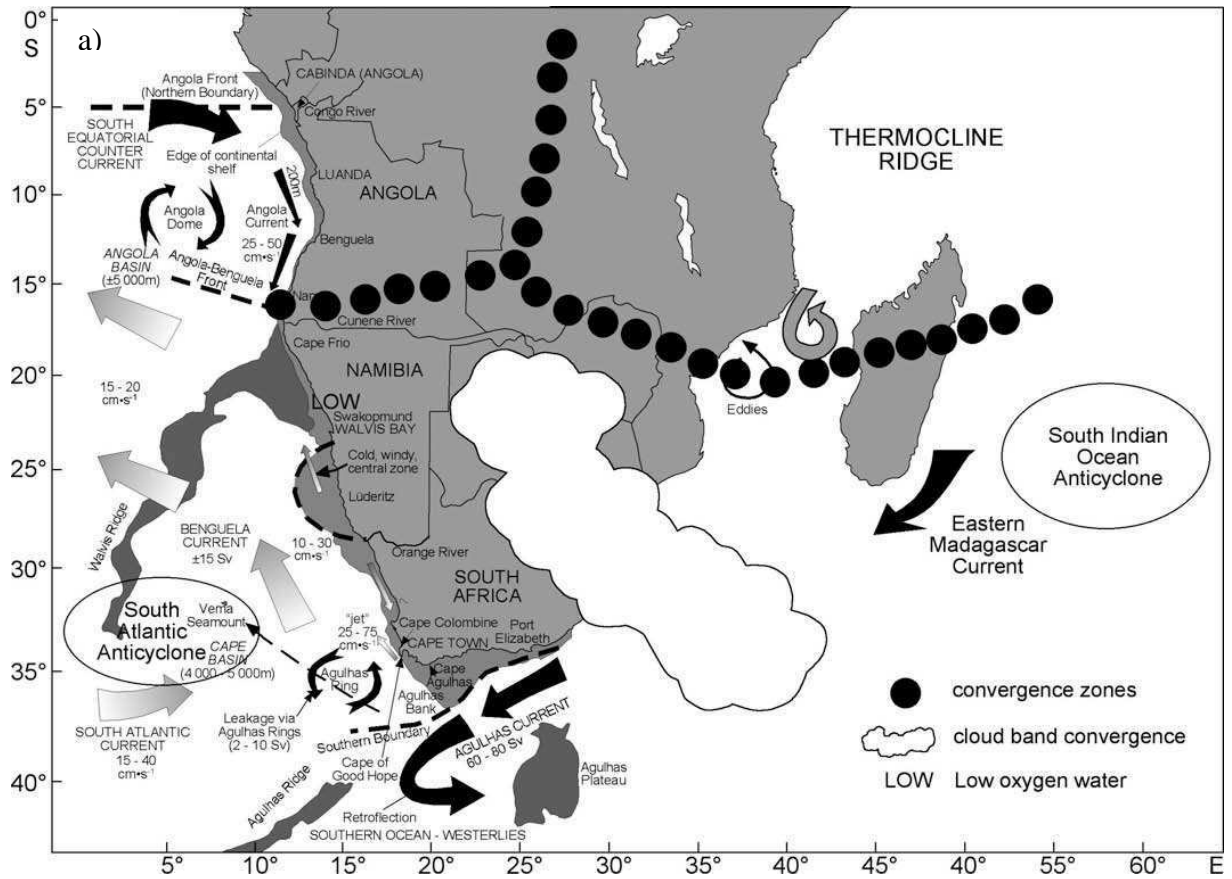 0°
S
a)
Angola Front
(Northern Boundary)
CABINDA (ANGOLA)
Congo River
5°
SOUTH
EQUATORIAL
COUNTER
CURRENT
Edge of continental
shelf
200m
LUANDA
ANGOLA
THERMOCLINE
RIDGE
10°
Angola
Dome
Angola
Current
25 - 50
cm•s⁻¹
Benguela
ANGOLA
BASIN
(±5 000m)
Angola-Benguela
Front
15°
Nam
Cunene River
Cape Frio
NAMIBIA
20°
15 - 20
cm•s⁻¹
LOW
Swakopmund
WALVIS BAY
Eddies
Cold, windy,
central zone
25°
Lüderitz
South Indian
Ocean
Anticyclone
Eastern
Madagascar
Current
Walvis Ridge
BENGUELA
CURRENT
±15 Sv
10 - 30
cm•s⁻¹
Orange River
30°
SOUTH
AFRICA
South
Atlantic
Anticyclone
Vema
Seamount
CAPE
BASIN
(4 000 - 5 000m)
"jet"
25 - 75
cm•s⁻¹
Cape Colombine
CAPE TOWN
Port
Elizabeth
35°
Agulhas
Ring
Cape
Agulhas
Agulhas
Bank
Leakage via
Agulhas Rings
(2 - 10 Sv)
SOUTH ATLANTIC
CURRENT
15 - 40
cm•s⁻¹
Southern Boundary
AGULHAS CURRENT
60 - 80 Sv
Cape of
Good Hope
Agulhas
Plateau
40°
Agulhas Ridge
Retroflection
SOUTHERN OCEAN - WESTERLIES
convergence zones
cloud band convergence
LOW Low oxygen water
5° 10° 15° 20° 25° 30° 35° 40° 45° 50° 55° 60° E